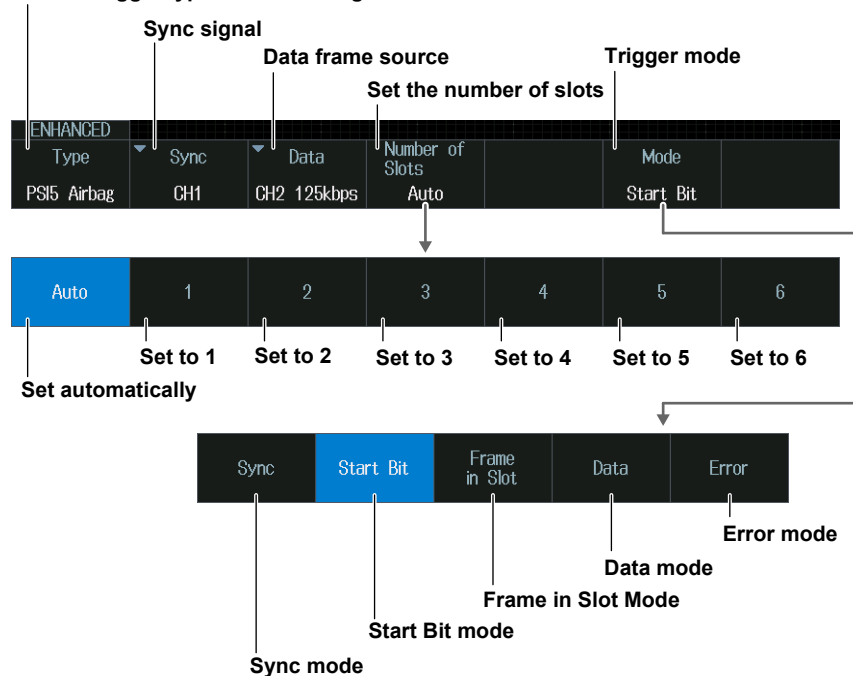 Sync signal
Data frame source
Trigger mode
Set the number of slots
ENHANCED
Type
Sync
Data
Number of
Slots
Mode
PSI5 Airbag
CH1
CH2 125kbps
Auto
Start Bit
Auto 1 2 3 4 5 6
Set to 1 Set to 2 Set to 3 Set to 4 Set to 5 Set to 6
Set automatically
Sync
Start Bit
Frame
in Slot
Data
Error
Error mode
Data mode
Frame in Slot Mode
Start Bit mode
Sync mode